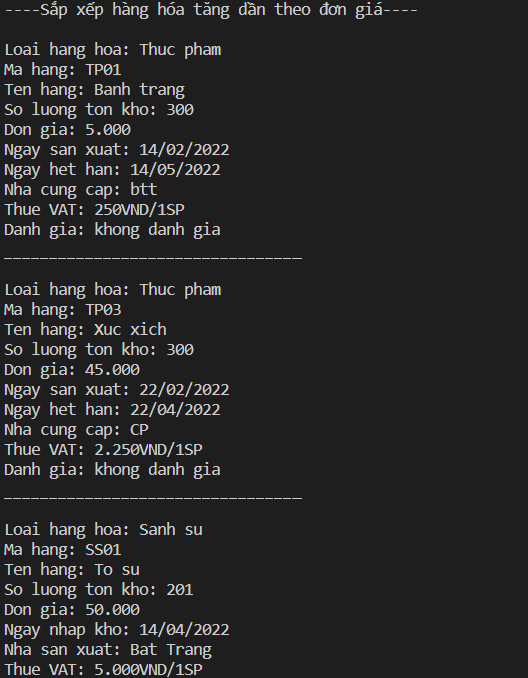 ----Sắp xếp hàng hóa tăng dần theo đơn giá----
Loai hang hoa: Thuc pham
Ma hang: TP01
Ten hang: Banh trang
So luong ton kho: 300
Don gia: 5.000
Ngay san xuat: 14/02/2022
Ngay het han: 14/05/2022
Nha cung cap: btt
Thue VAT: 250VND/1SP
Danh gia: khong danh gia
_________________________________
Loai hang hoa: Thuc pham
Ma hang: TP03
Ten hang: Xuc xich
So luong ton kho: 300
Don gia: 45.000
Ngay san xuat: 22/02/2022
Ngay het han: 22/04/2022
Nha cung cap: CP
Thue VAT: 2.250VND/1SP
Danh gia: khong danh gia
_________________________________
Loai hang hoa: Sanh su
Ma hang: SS01
Ten hang: To su
So luong ton kho: 201
Don gia: 50.000
Ngay nhap kho: 14/04/2022
Nha san xuat: Bat Trang
Thue VAT: 5.000VND/1SP